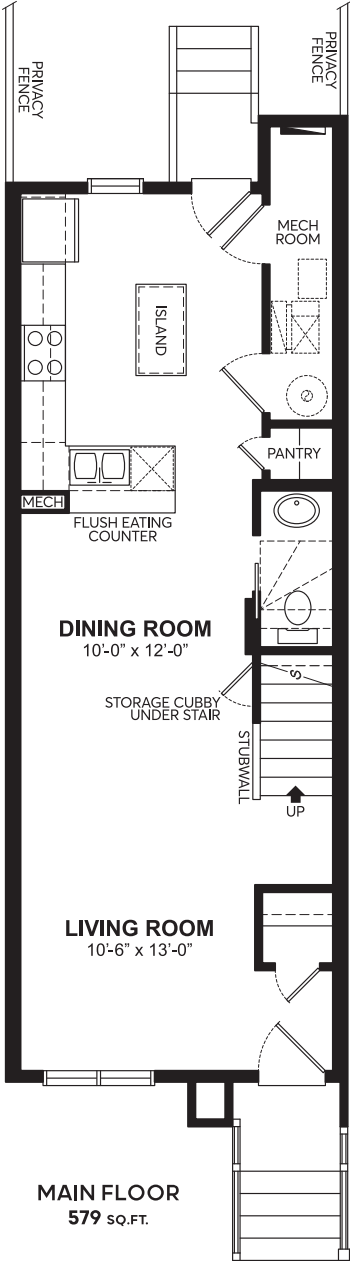 PRIVACY
FENCE
PRIVACY
FENCE
MECH
ROOM
ISLAND
PANTRY
MECH
FLUSH EATING
COUNTER
DINING ROOM
10'-0" x 12'-0"
STORAGE CUBBY
UNDER STAIR
S
STUBWALL
UP
LIVING ROOM
10'-6" x 13'-0"
MAIN FLOOR
579 SQ.FT.